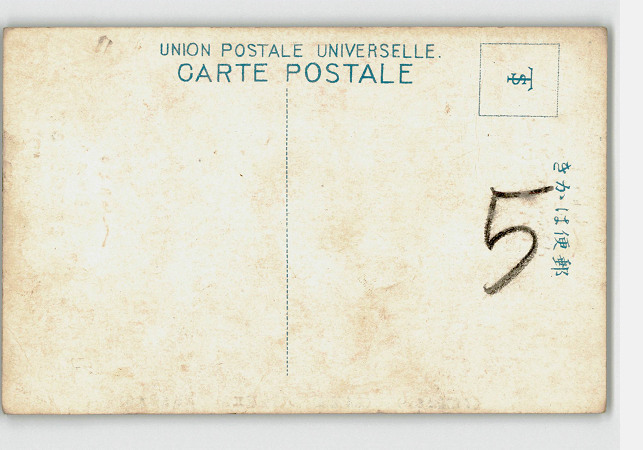 UNION POSTALE UNIVERSELLE.
CARTE POSTALE
きかは便郵
5